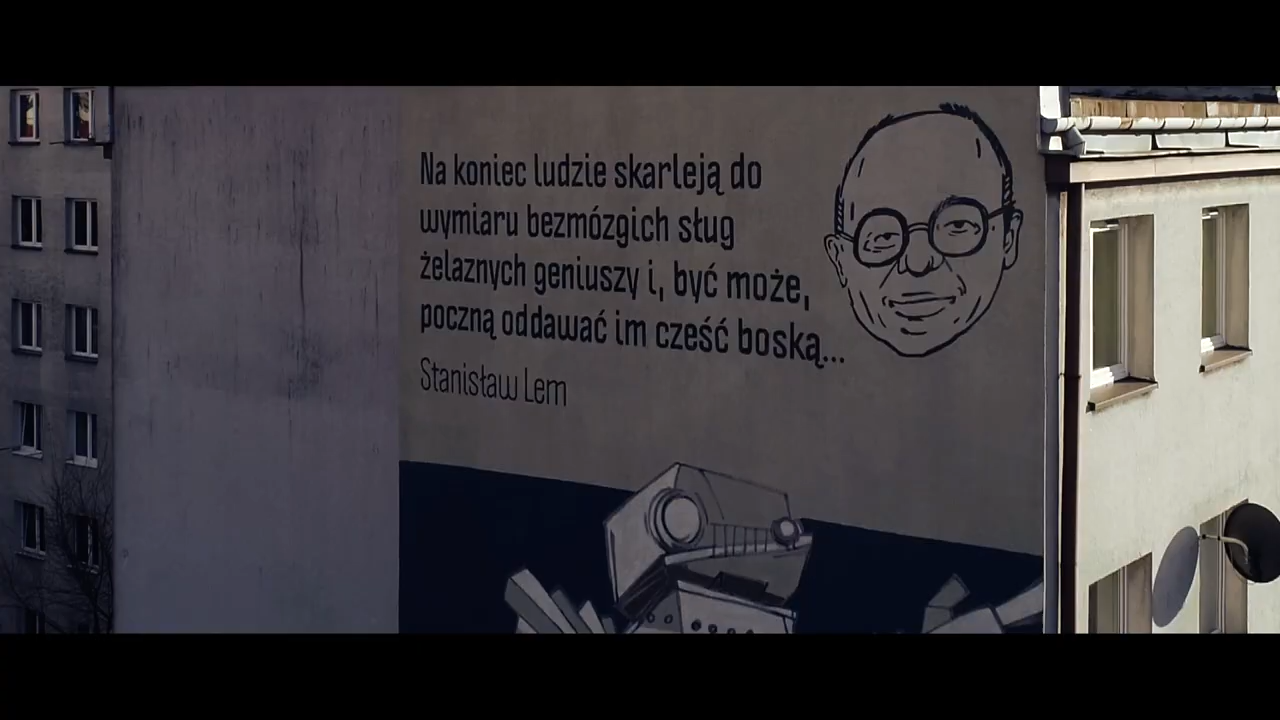 Na koniec ludzie skarleją do
wymiaru bezmózgich sług
żelaznych geniuszy i, być może,
poczną oddawać im cześć boską...
Stanisław Lem